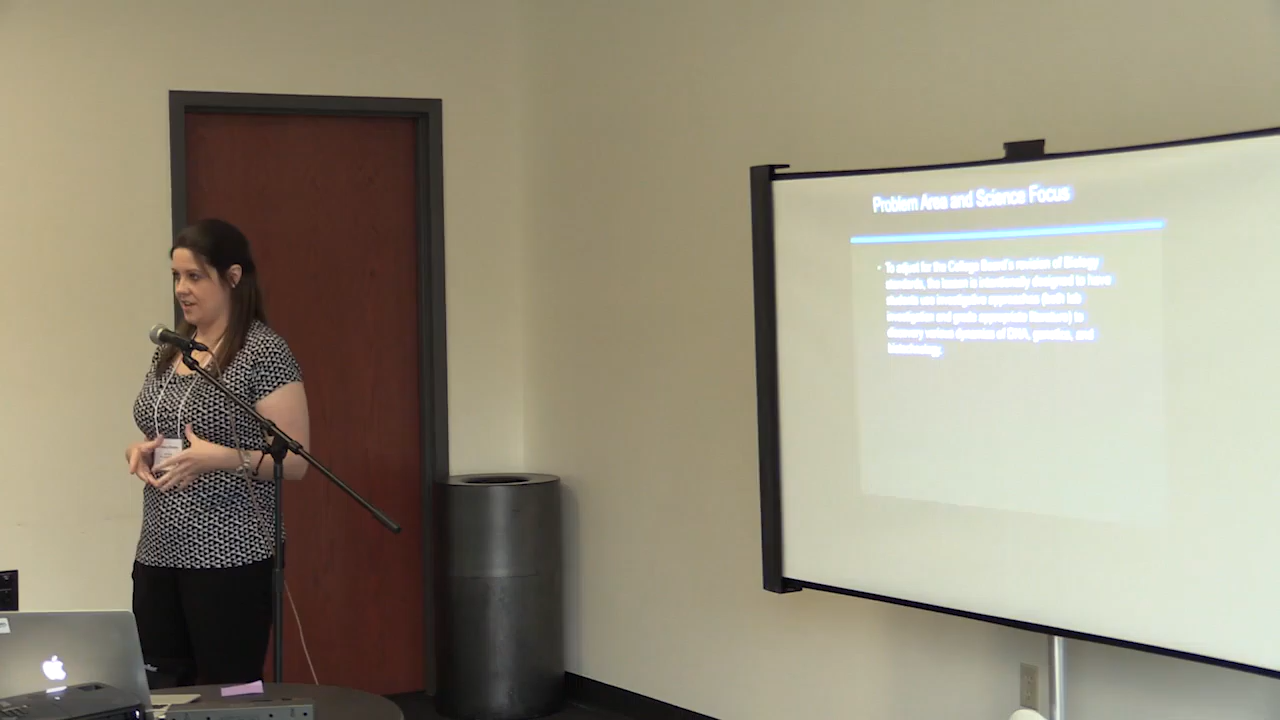 Problem Area and Science Focus
• To adjust for the College Board's revision of Biology
standards, the lesson is intentionally designed to have
students use investigative approaches (both lab
investigation and grade appropriate literature) to
discovery various dynamics of DNA, genetics, and
biotechnology.